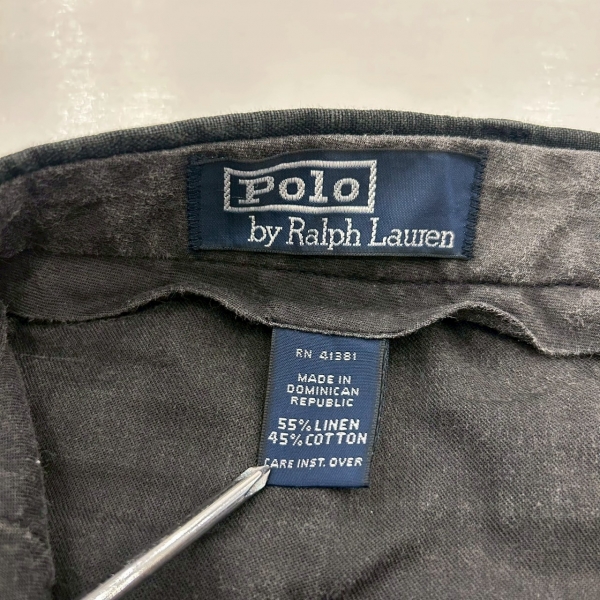 Polo
by Ralph Lauren
RN 41381
MADE IN
DOMINICAN
REPUBLIC
55% LINEN
45% COTTON
CARE INST. OVER